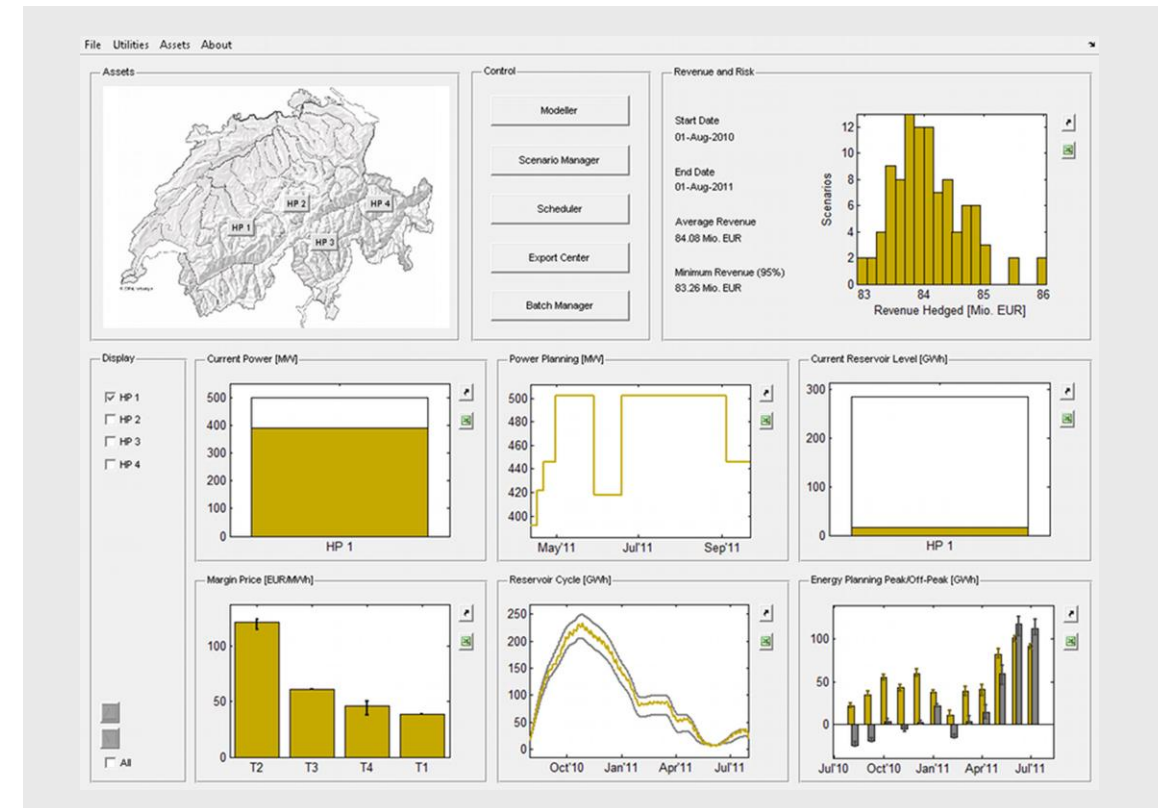 File Utilities Assets About
Assets
HP 1
HP 2
HP 3
HP 4
Control
Modeller
Scenario Manager
Scheduler
Export Center
Batch Manager
Revenue and Risk
Start Date
01-Aug-2010
End Date
01-Aug-2011
Average Revenue
84.08 Mio. EUR
Minimum Revenue (95%)
83.26 Mio. EUR
Scenarios
12
10
8
6
4
2
0
83 84 85 86
Revenue Hedged [Mio. EUR]
Display
HP 1
HP 2
HP 3
HP 4
All
Current Power [MW]
500
400
300
200
100
0
HP 1
Power Planning [MW]
500
480
460
440
420
400
May'11 Jul'11 Sep'11
Current Reservoir Level [GWh]
300
200
100
0
HP 1
Margin Price [EUR/MWh]
100
50
0
T2 T3 T4 T1
Reservoir Cycle [GWh]
250
200
150
100
50
0
Oct'10 Jan'11 Apr'11 Jul'11
Energy Planning Peak/Off-Peak [GWh]
100
50
0
Jul'10 Oct'10 Jan'11 Apr'11 Jul'11